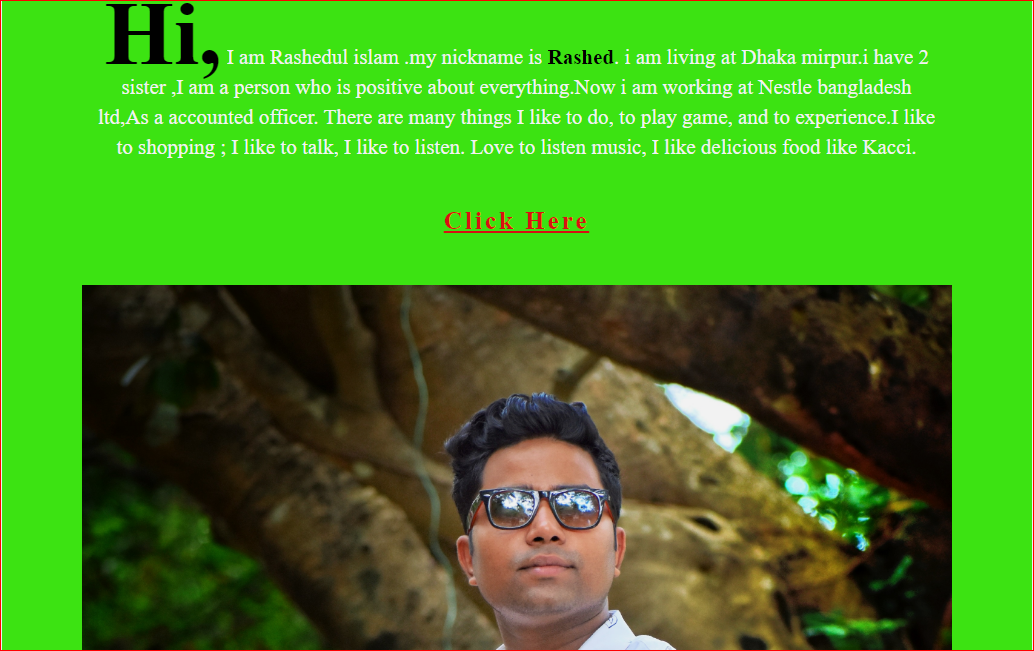 Hi, I am Rashedul islam .my nickname is Rashed. i am living at Dhaka mirpur.i have 2
sister ,I am a person who is positive about everything.Now i am working at Nestle bangladesh
ltd,As a accounted officer. There are many things I like to do, to play game, and to experience.I like
to shopping ; I like to talk, I like to listen. Love to listen music, I like delicious food like Kacci.
Click Here